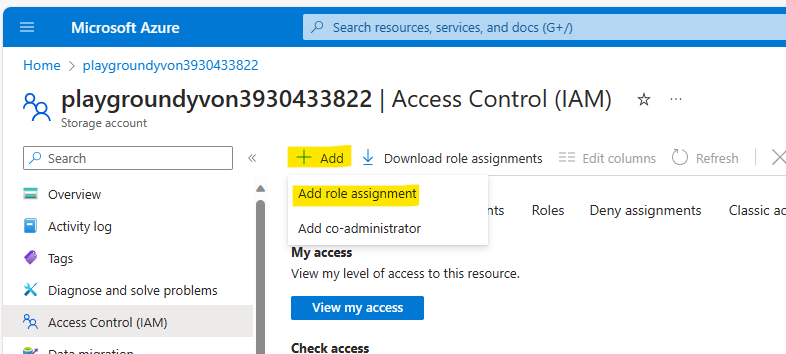 Microsoft Azure
Search resources, services, and docs (G+/)
Home > playgroundyvon3930433822 >
playgroundyvon3930433822 | Access Control (IAM) ☆ ...
Storage account
Search
«
+ Add
Download role assignments
Edit columns
Refresh
Add role assignment
Add co-administrator
nts
Roles
Deny assignments
Classic ad
Overview
Activity log
Tags
Diagnose and solve problems
Access Control (IAM)
Data migration
My access
View my level of access to this resource.
View my access
Check access